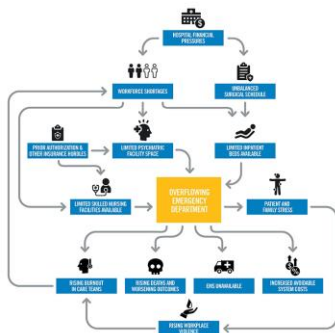 HOSPITAL FINANCIAL
PRESSURES
WORKFORCE SHORTAGES
UNBALANCED
SURGICAL SCHEDULE
PRIOR AUTHORIZATION &
OTHER INSURANCE HURDLES
LIMITED PSYCHIATRIC
FACILITY SPACE
LIMITED INPATIENT
BEDS AVAILABLE
LIMITED SKILLED NURSING
FACILITIES AVAILABLE
OVERFLOWING
EMERGENCY
DEPARTMENT
PATIENT AND
FAMILY STRESS
RISING BURNOUT
IN CARE TEAMS
RISING DEATHS AND
WORSENING OUTCOMES
EMS UNAVAILABLE
INCREASED AVOIDABLE
SYSTEM COSTS
RISING WORKPLACE
VIOLENCE